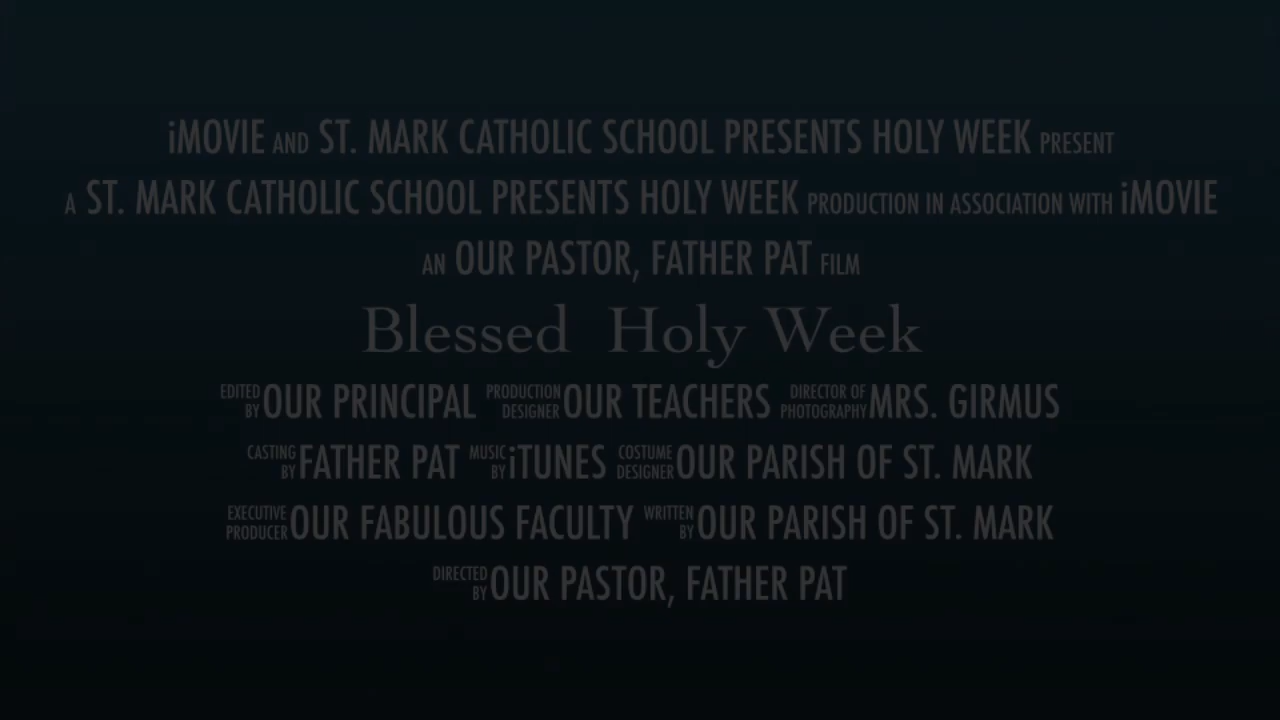 iMOVIE AND ST. MARK CATHOLIC SCHOOL PRESENTS HOLY WEEK PRESENT
A ST. MARK CATHOLIC SCHOOL PRESENTS HOLY WEEK PRODUCTION IN ASSOCIATION WITH iMOVIE
AN OUR PASTOR, FATHER PAT FILM
Blessed Holy Week
EDITED BY OUR PRINCIPAL PRODUCTION DESIGNER OUR TEACHERS DIRECTOR OF PHOTOGRAPHY MRS. GIRMUS
CASTING BY FATHER PAT MUSIC BY iTUNES COSTUME DESIGNER OUR PARISH OF ST. MARK
EXECUTIVE PRODUCER OUR FABULOUS FACULTY WRITTEN BY OUR PARISH OF ST. MARK
DIRECTED BY OUR PASTOR, FATHER PAT